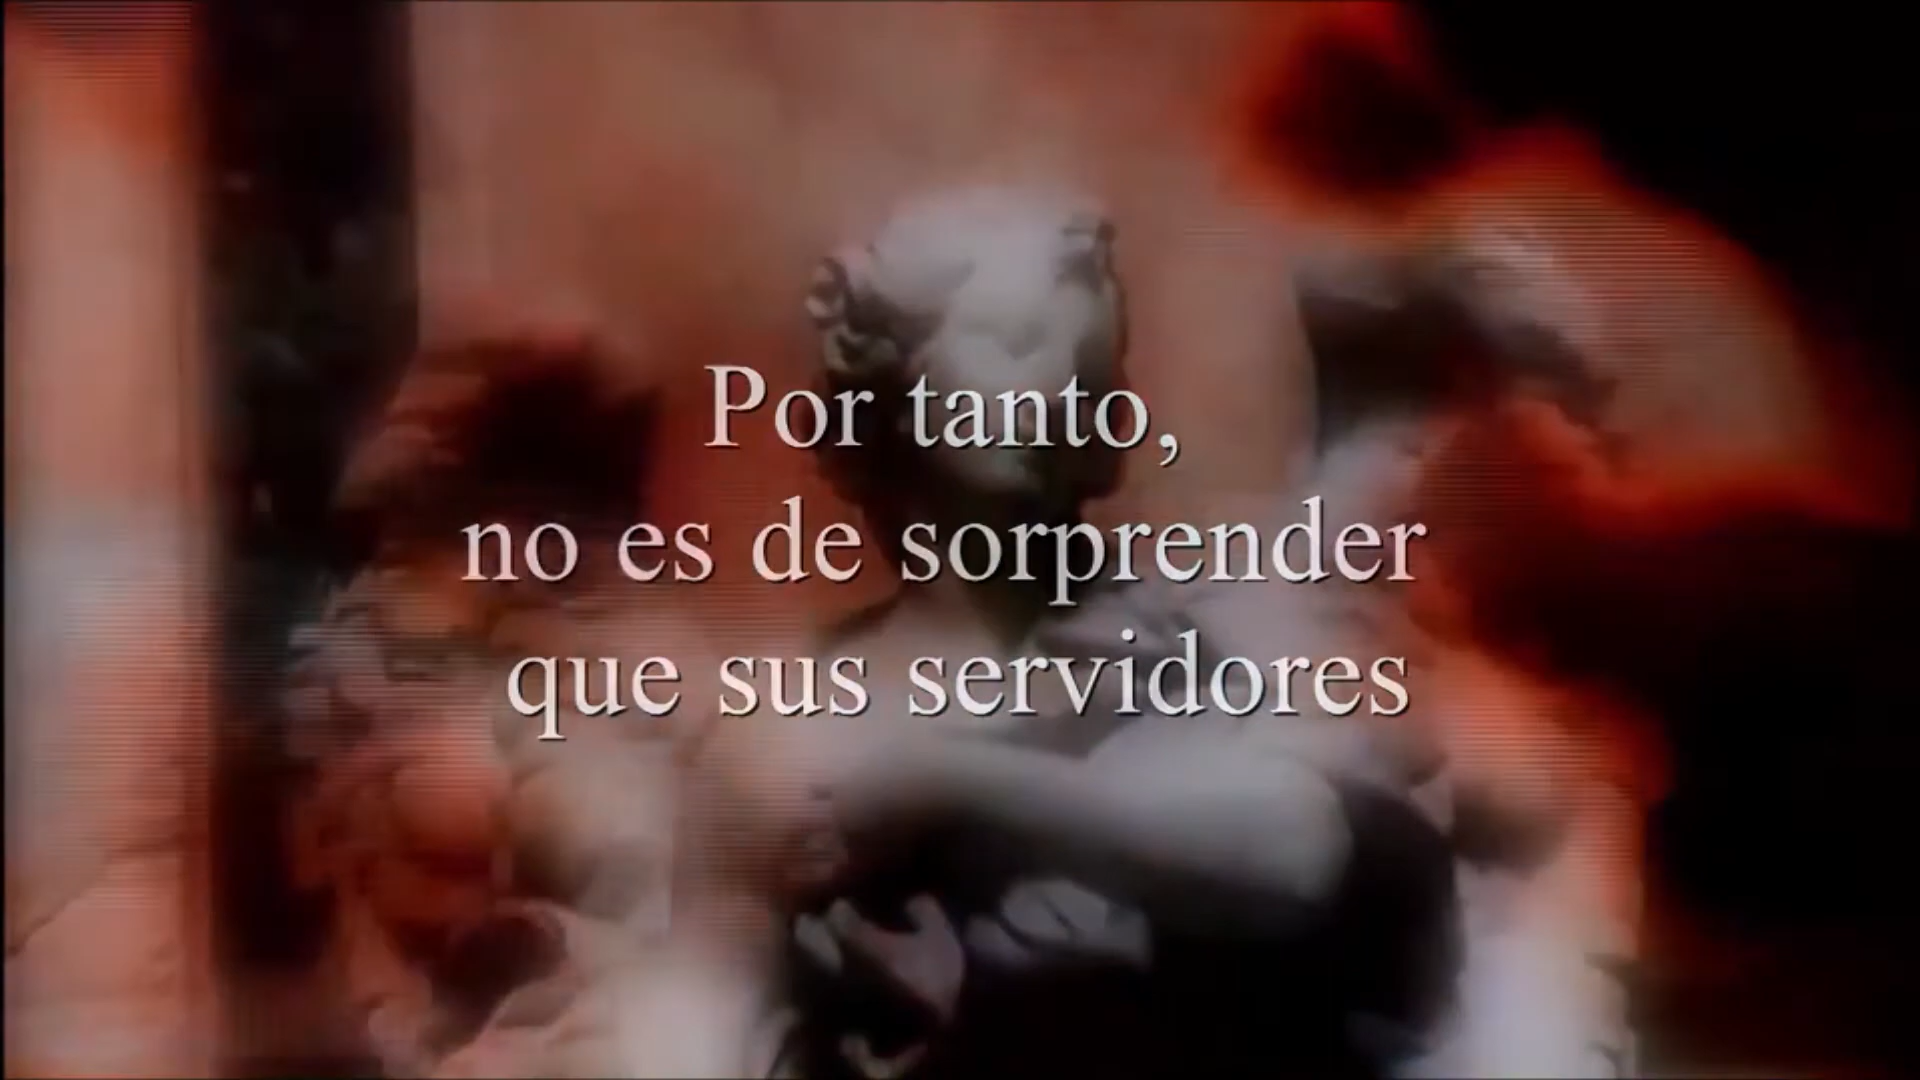 Por tanto,
no es de sorprender
que sus servidores